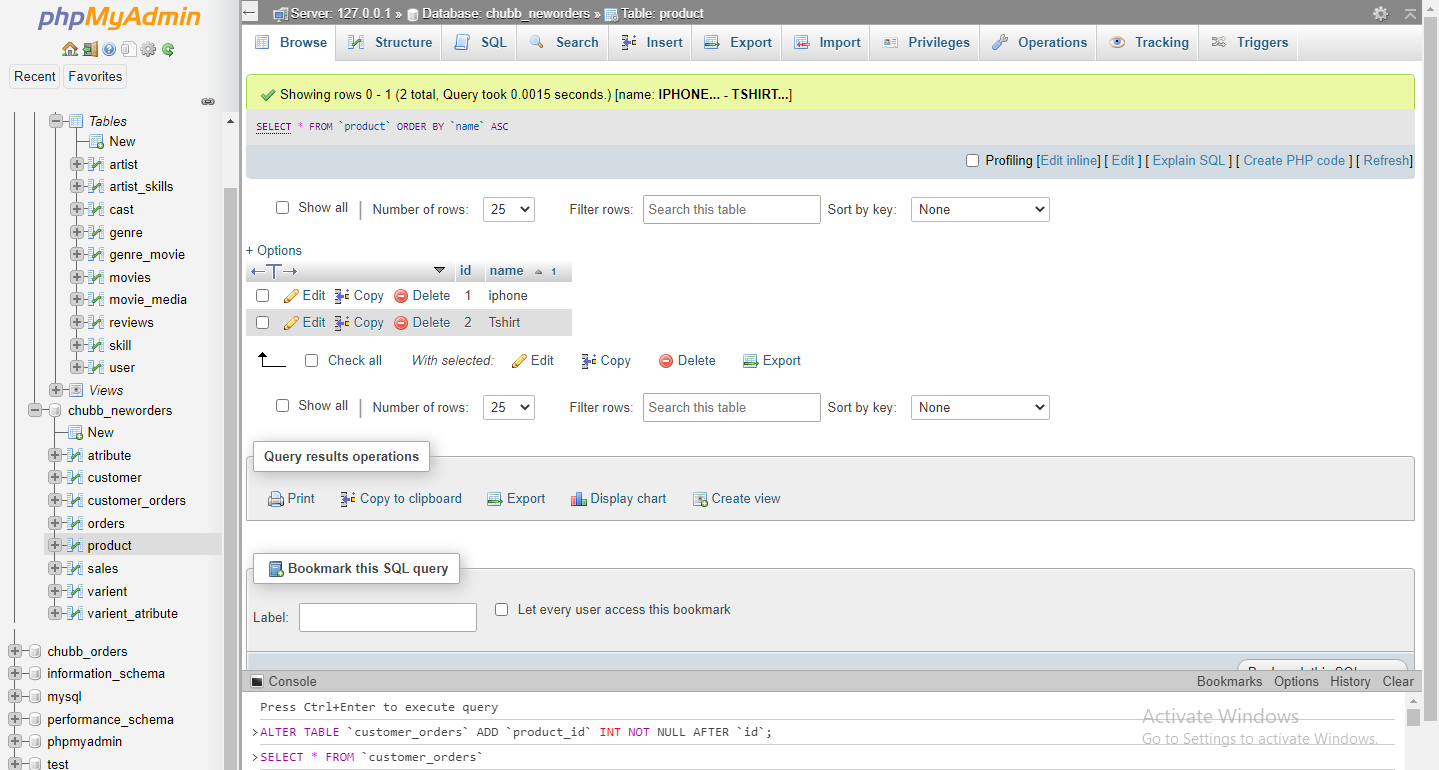 phpMyAdmin
Recent Favorites
Tables
New
artist
artist_skills
cast
genre
genre_movie
movies
movie_media
reviews
skill
user
Views
chubb_neworders
New
atribute
customer
customer_orders
orders
product
sales
varient
varient_atribute
chubb_orders
information_schema
mysql
performance_schema
phpmyadmin
test
Server: 127.0.0.1 » Database: chubb_neworders » Table: product
Browse Structure SQL Search Insert Export Import Privileges Operations Tracking Triggers
Showing rows 0 - 1 (2 total, Query took 0.0015 seconds.) [name: IPHONE... - TSHIRT...]
SELECT * FROM `product` ORDER BY `name` ASC
Profiling [Edit inline] [ Edit ] [ Explain SQL ] [ Create PHP code ] [ Refresh]
Show all | Number of rows: 25 Filter rows: Search this table Sort by key: None
+ Options
←T→ id name 1
Edit Copy Delete 1 iphone
Edit Copy Delete 2 Tshirt
Check all With selected: Edit Copy Delete Export
Show all | Number of rows: 25 Filter rows: Search this table Sort by key: None
Query results operations
Print Copy to clipboard Export Display chart Create view
Bookmark this SQL query
Label: Let every user access this bookmark
Console Bookmarks Options History Clear
Press Ctrl+Enter to execute query
>ALTER TABLE `customer_orders` ADD `product_id` INT NOT NULL AFTER `id`;
>SELECT * FROM `customer_orders`
Activate Windows
Go to Settings to activate Windows.